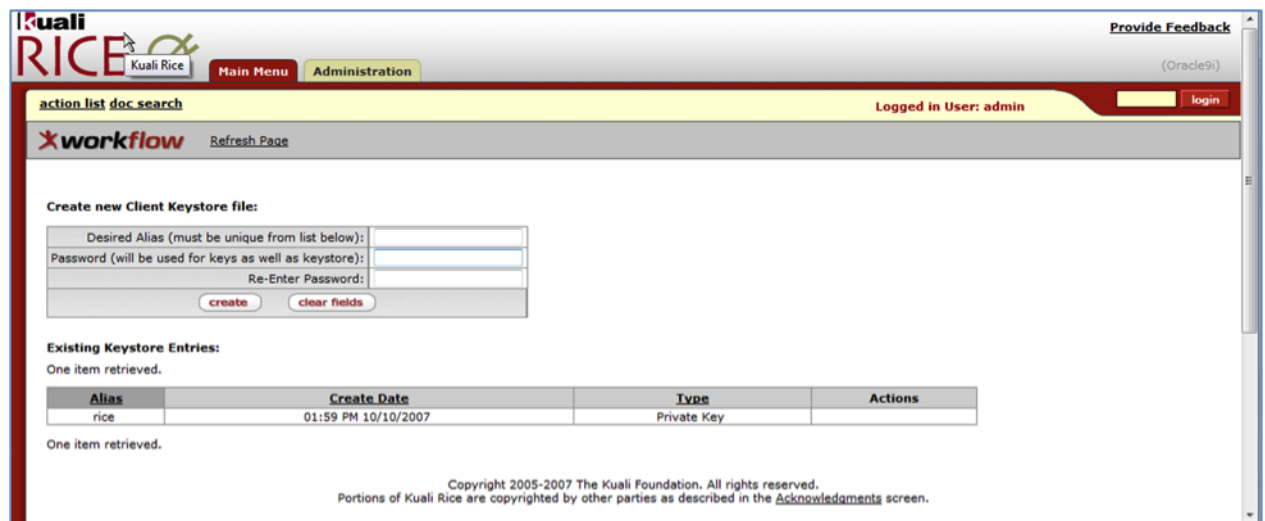 Kuali
RICE
Kuali Rice
Main Menu Administration
Provide Feedback
(Oracle9i)
action list doc search
Logged in User: admin
login
workflow Refresh Page
Create new Client Keystore file:
Desired Alias (must be unique from list below):
Password (will be used for keys as well as keystore):
Re-Enter Password:
create clear fields
Existing Keystore Entries:
One item retrieved.
Alias Create Date Type Actions
rice 01:59 PM 10/10/2007 Private Key
One item retrieved.
Copyright 2005-2007 The Kuali Foundation. All rights reserved.
Portions of Kuali Rice are copyrighted by other parties as described in the Acknowledgments screen.